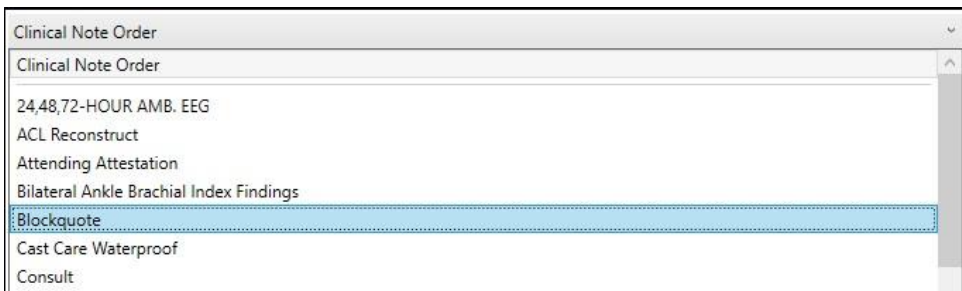 Clinical Note Order
Clinical Note Order
24,48,72-HOUR AMB. EEG
ACL Reconstruct
Attending Attestation
Bilateral Ankle Brachial Index Findings
Blockquote
Cast Care Waterproof
Consult